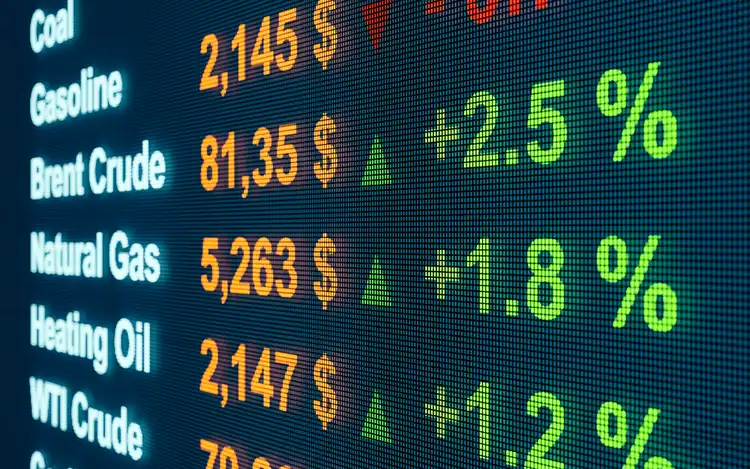 Coal
Gasoline 2,145 $ ▼
Brent Crude 81,35 $ ▲ +2.5 %
Natural Gas 5,263 $ ▲ +1.8 %
Heating Oil 2,147 $ ▲ +1.2 %
WTI Crude